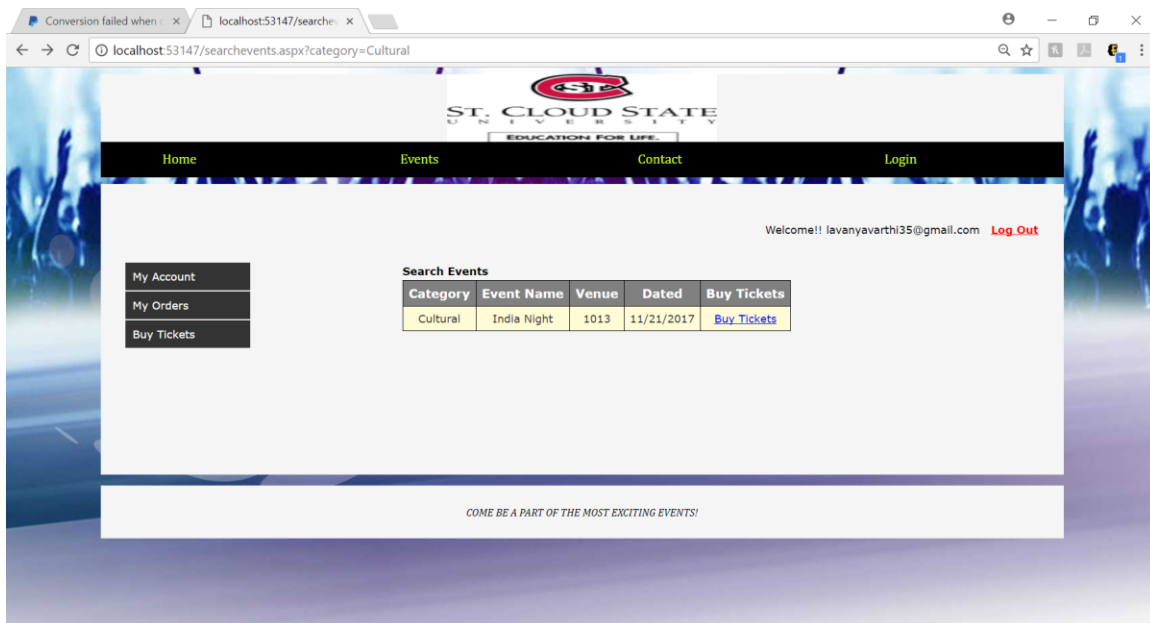 Conversion failed when c
localhost:53147/searchev
localhost:53147/searchevents.aspx?category=Cultural
ST. CLOUD STATE
UNIVERSITY
EDUCATION FOR LIFE.
Home Events Contact Login
Welcome!! lavanyavarthi35@gmail.com Log Out
My Account
My Orders
Buy Tickets
Search Events
Category Event Name Venue Dated Buy Tickets
Cultural India Night 1013 11/21/2017 Buy Tickets
COME BE A PART OF THE MOST EXCITING EVENTS!